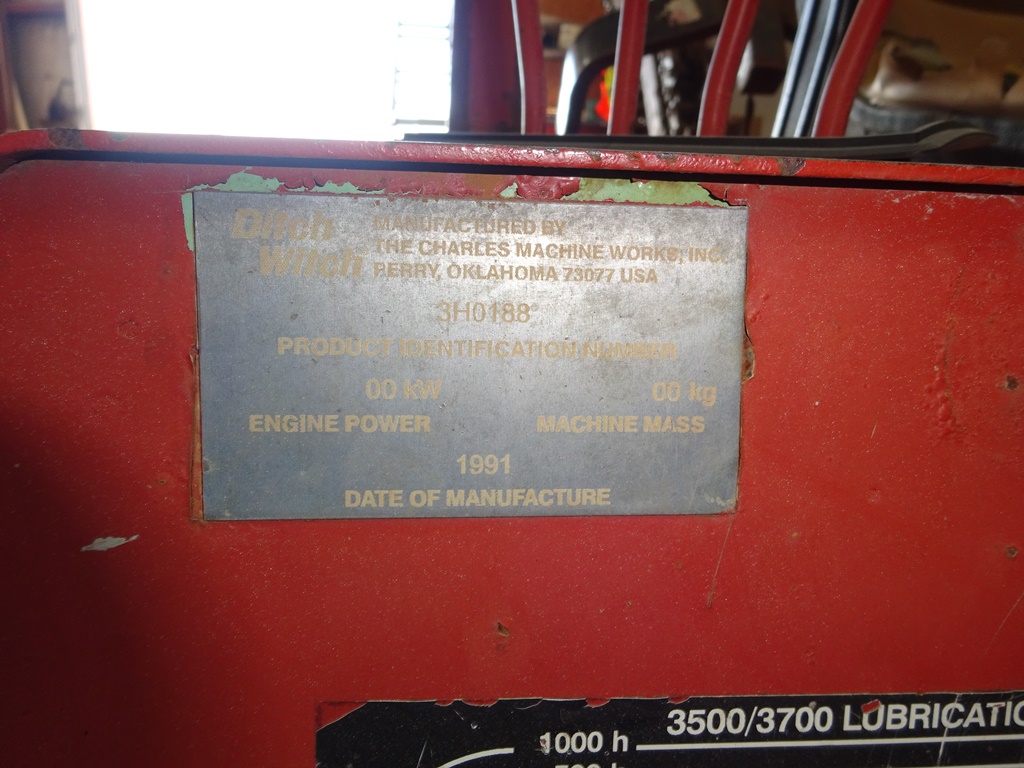 Ditch
Witch
MANUFACTURED BY
THE CHARLES MACHINE WORKS, INC.
PERRY, OKLAHOMA 73077 USA
3H0188
PRODUCT IDENTIFICATION NUMBER
00 kW 00 kg
ENGINE POWER MACHINE MASS
1991
DATE OF MANUFACTURE
3500/3700 LUBRICATIO
1000 h